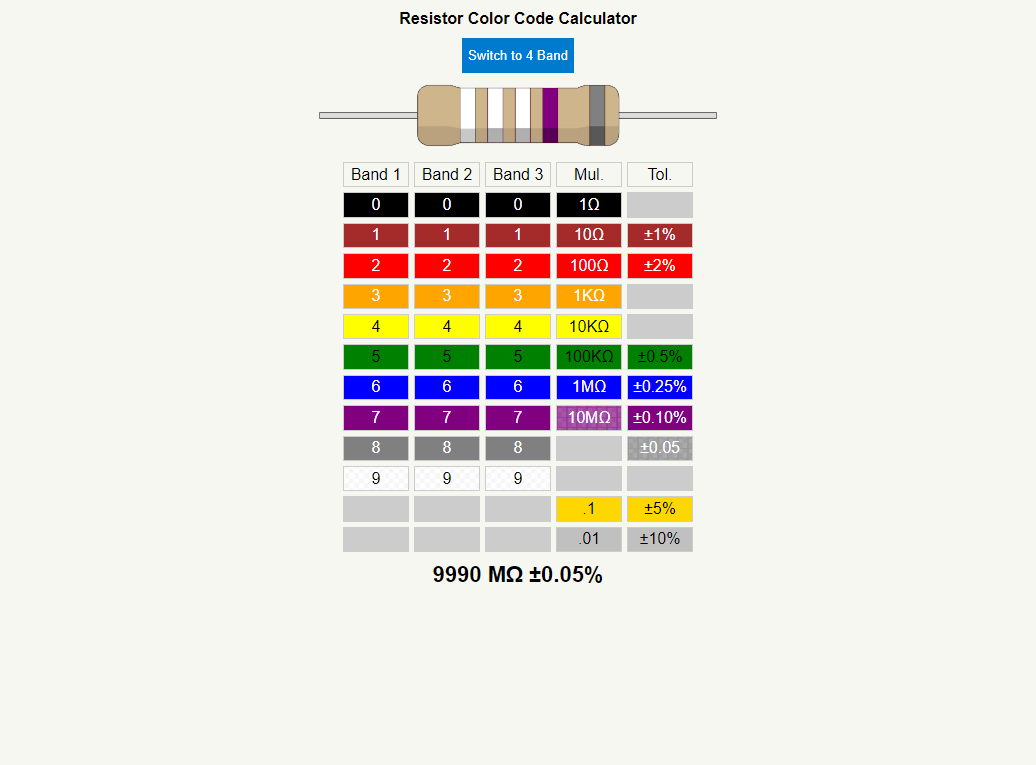 Resistor Color Code Calculator
Switch to 4 Band
Band 1 Band 2 Band 3 Mul. Tol.
0 0 0 1Ω
1 1 1 10Ω ±1%
2 2 2 100Ω ±2%
3 3 3 1KΩ
4 4 4 10KΩ
5 5 5 100KΩ ±0.5%
6 6 6 1MΩ ±0.25%
7 7 7 10MΩ ±0.10%
8 8 8 ±0.05
9 9 9
.1 ±5%
.01 ±10%
9990 MΩ ±0.05%